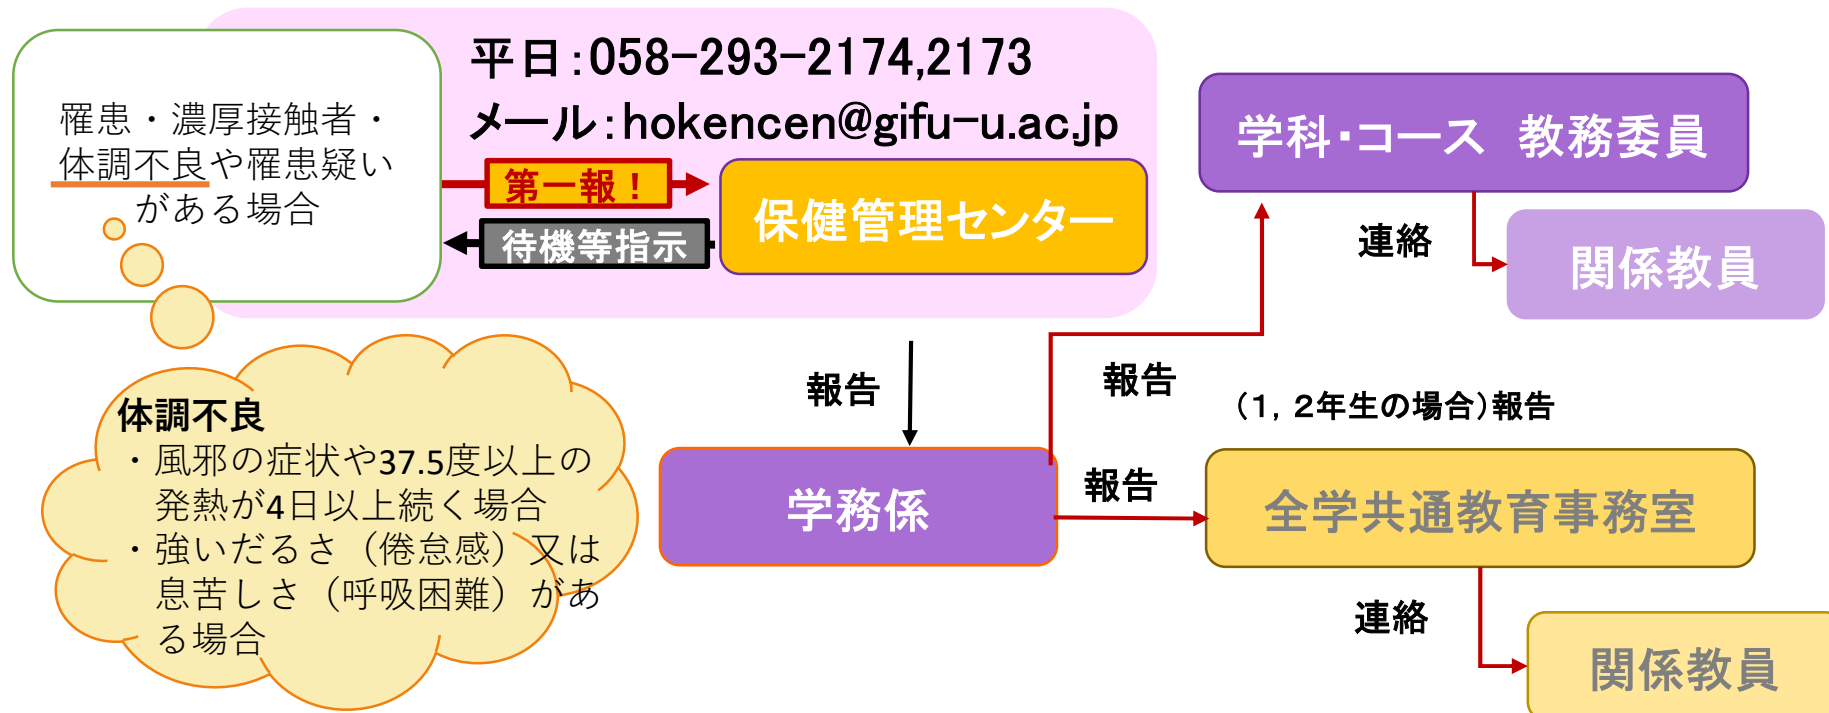 平日：058-293-2174,2173
メール：hokencen@gifu-u.ac.jp
罹患・濃厚接触者・
体調不良や罹患疑い
がある場合
第一報！
待機等指示
保健管理センター
学科・コース　教務委員
連絡
関係教員
報告
報告
（1，2年生の場合）報告
体調不良
・風邪の症状や37.5度以上の
発熱が4日以上続く場合
・強いだるさ（倦怠感）又は
息苦しさ（呼吸困難）があ
る場合
学務係
報告
全学共通教育事務室
連絡
関係教員